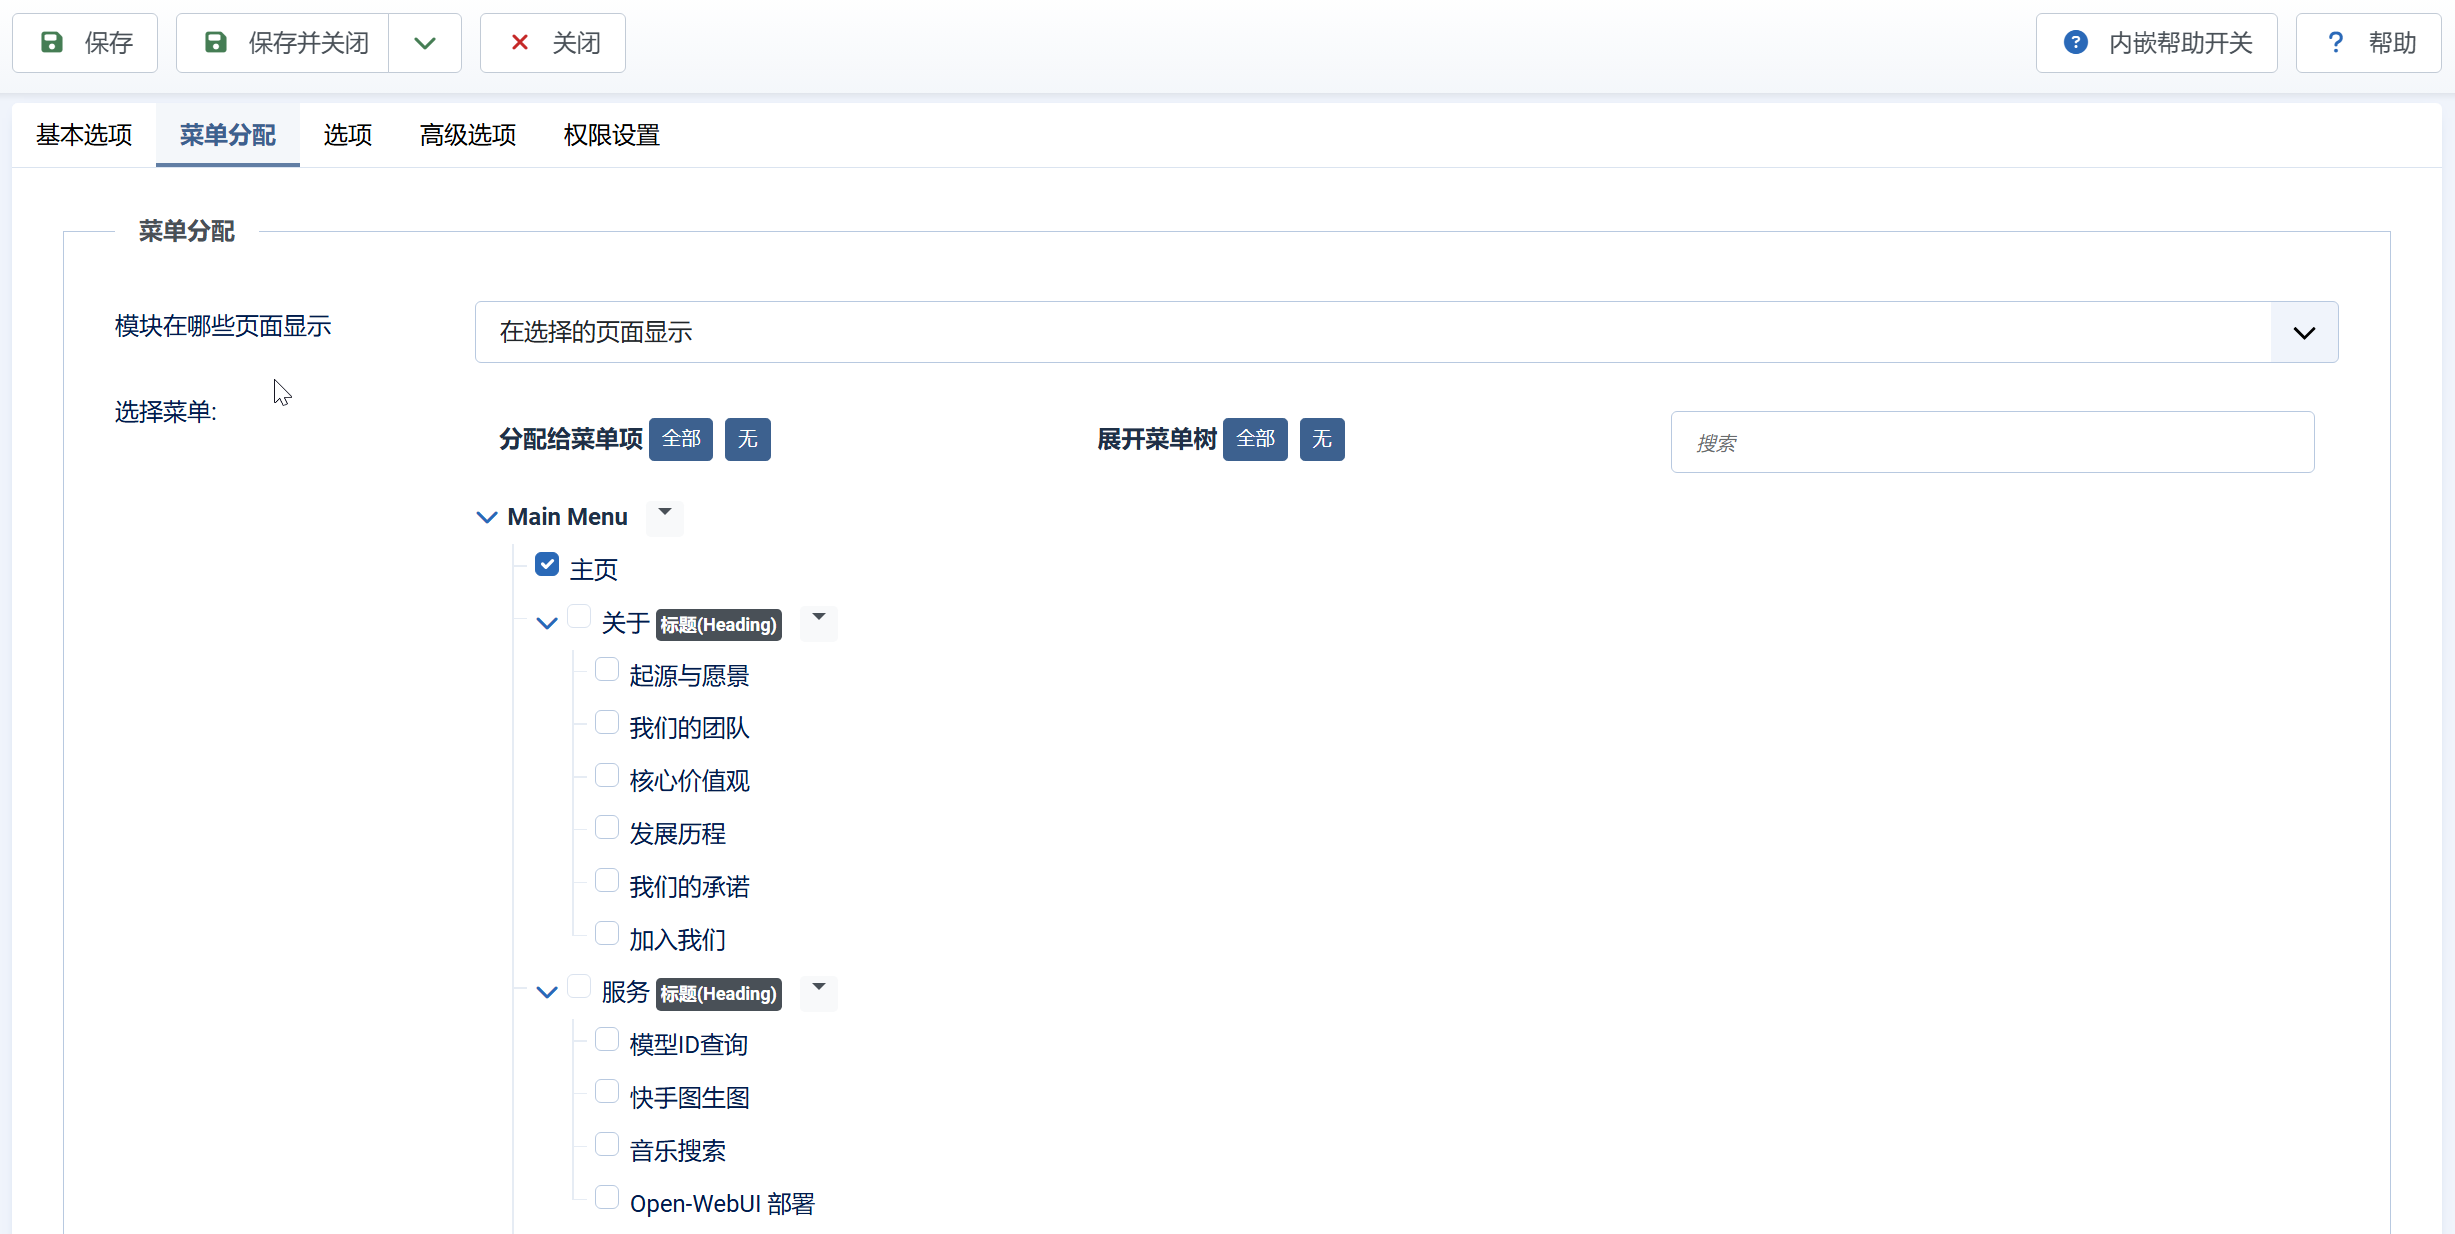 保存 保存并关闭 关闭 内嵌帮助开关 帮助
基本选项 菜单分配 选项 高级选项 权限设置
菜单分配
模块在哪些页面显示 在选择的页面显示
选择菜单:
分配给菜单项 全部 无 展开菜单树 全部 无 搜索
Main Menu
主页
关于 标题(Heading)
起源与愿景
我们的团队
核心价值观
发展历程
我们的承诺
加入我们
服务 标题(Heading)
模型ID查询
快手图生图
音乐搜索
Open-WebUI 部署